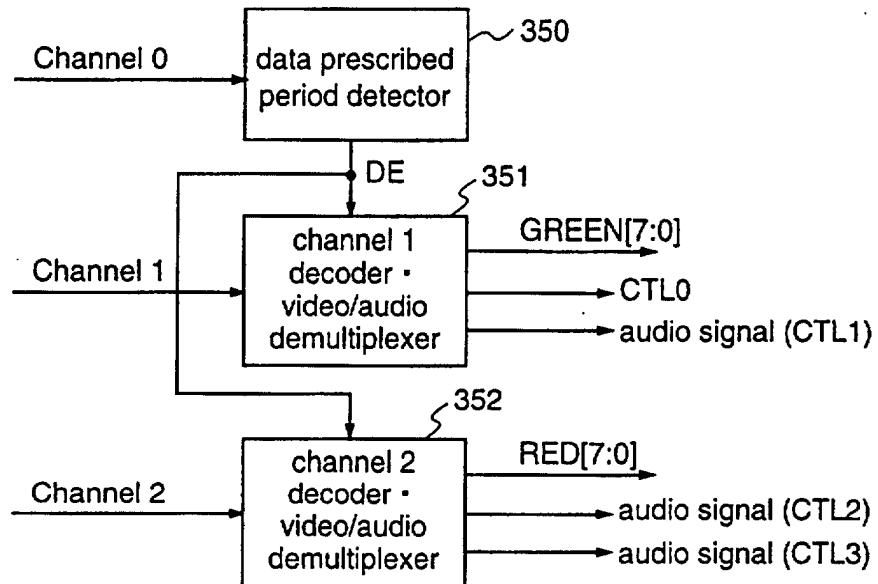 350
Channel 0
data prescribed
period detector
DE
351
Channel 1
channel 1
decoder・
video/audio
demultiplexer
GREEN[7:0]
CTL0
audio signal (CTL1)
352
Channel 2
channel 2
decoder・
video/audio
demultiplexer
RED[7:0]
audio signal (CTL2)
audio signal (CTL3)